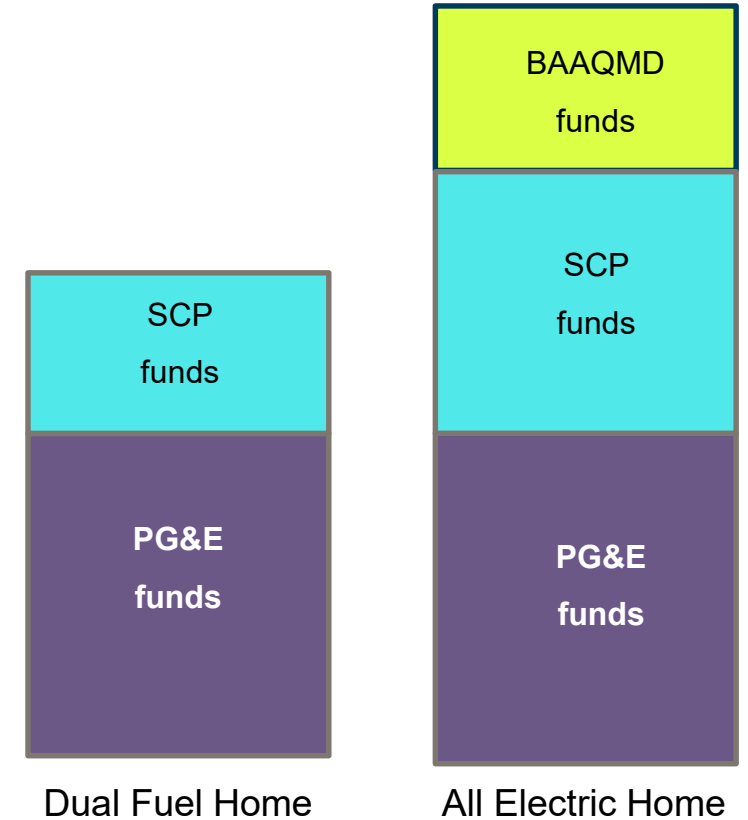 SCP
funds
PG&E
funds
Dual Fuel Home
BAAQMD
funds
SCP
funds
PG&E
funds
All Electric Home